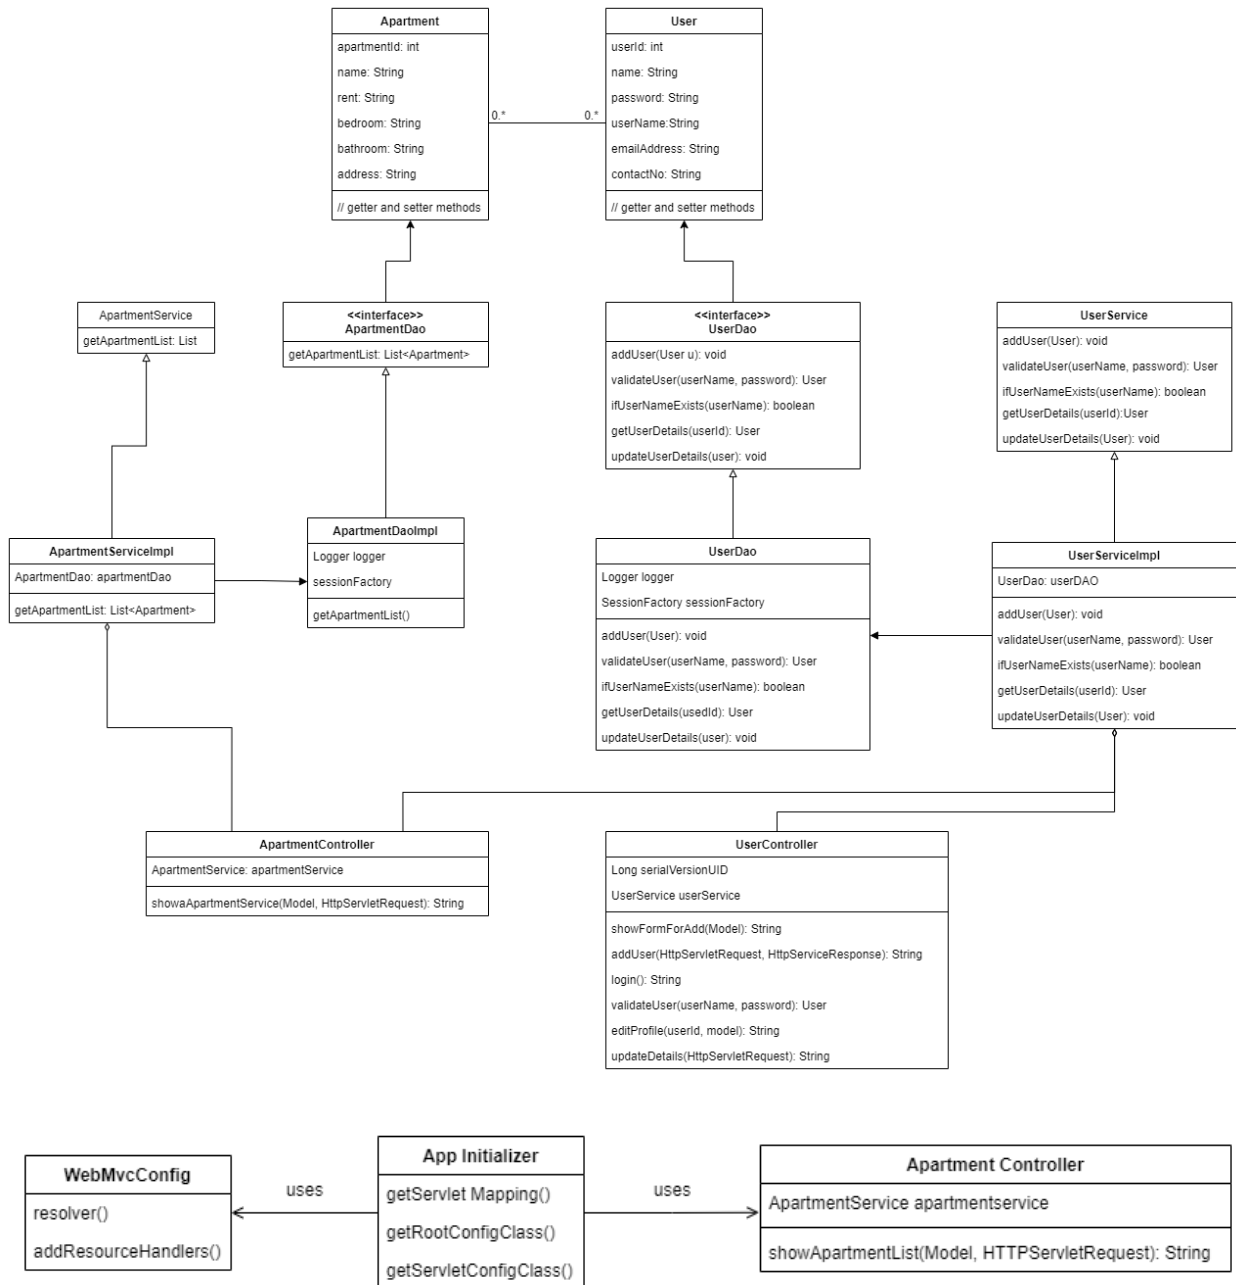 Apartment
apartmentId: int
name: String
rent: String
bedroom: String
bathroom: String
address: String
// getter and setter methods
0.*
0.*
User
userId: int
name: String
password: String
userName:String
emailAddress: String
contactNo: String
// getter and setter methods
ApartmentService
getApartmentList: List
<<interface>>
ApartmentDao
getApartmentList: List<Apartment>
<<interface>>
UserDao
addUser(User u): void
validateUser(userName, password): User
ifUserNameExists(userName): boolean
getUserDetails(userId): User
updateUserDetails(user): void
UserService
addUser(User): void
validateUser(userName, password): User
ifUserNameExists(userName): boolean
getUserDetails(userId):User
updateUserDetails(User): void
ApartmentServiceImpl
ApartmentDao: apartmentDao
getApartmentList: List<Apartment>
ApartmentDaoImpl
Logger logger
sessionFactory
getApartmentList()
UserDao
Logger logger
SessionFactory sessionFactory
addUser(User): void
validateUser(userName, password): User
ifUserNameExists(userName): boolean
getUserDetails(usedId): User
updateUserDetails(user): void
UserServiceImpl
UserDao: userDAO
addUser(User): void
validateUser(userName, password): User
ifUserNameExists(userName): boolean
getUserDetails(userId): User
updateUserDetails(User): void
ApartmentController
ApartmentService: apartmentService
showaApartmentService(Model, HttpServletRequest): String
UserController
Long serialVersionUID
UserService userService
showFormForAdd(Model): String
addUser(HttpServletRequest, HttpServiceResponse): String
login(): String
validateUser(userName, password): User
editProfile(userId, model): String
updateDetails(HttpServletRequest): String
WebMvcConfig
resolver()
addResourceHandlers()
uses
App Initializer
getServlet Mapping()
getRootConfigClass()
getServletConfigClass()
uses
Apartment Controller
ApartmentService apartmentservice
showApartmentList(Model, HTTPServletRequest): String